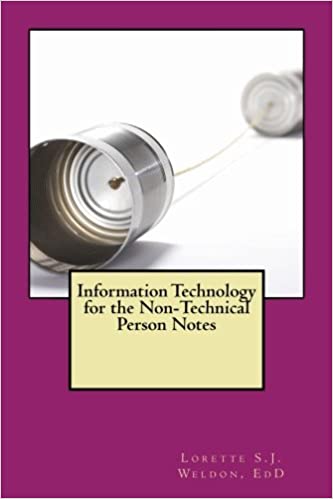 Information Technology
for the Non-Technical
Person Notes
Lorette S.J.
Weldon, EdD